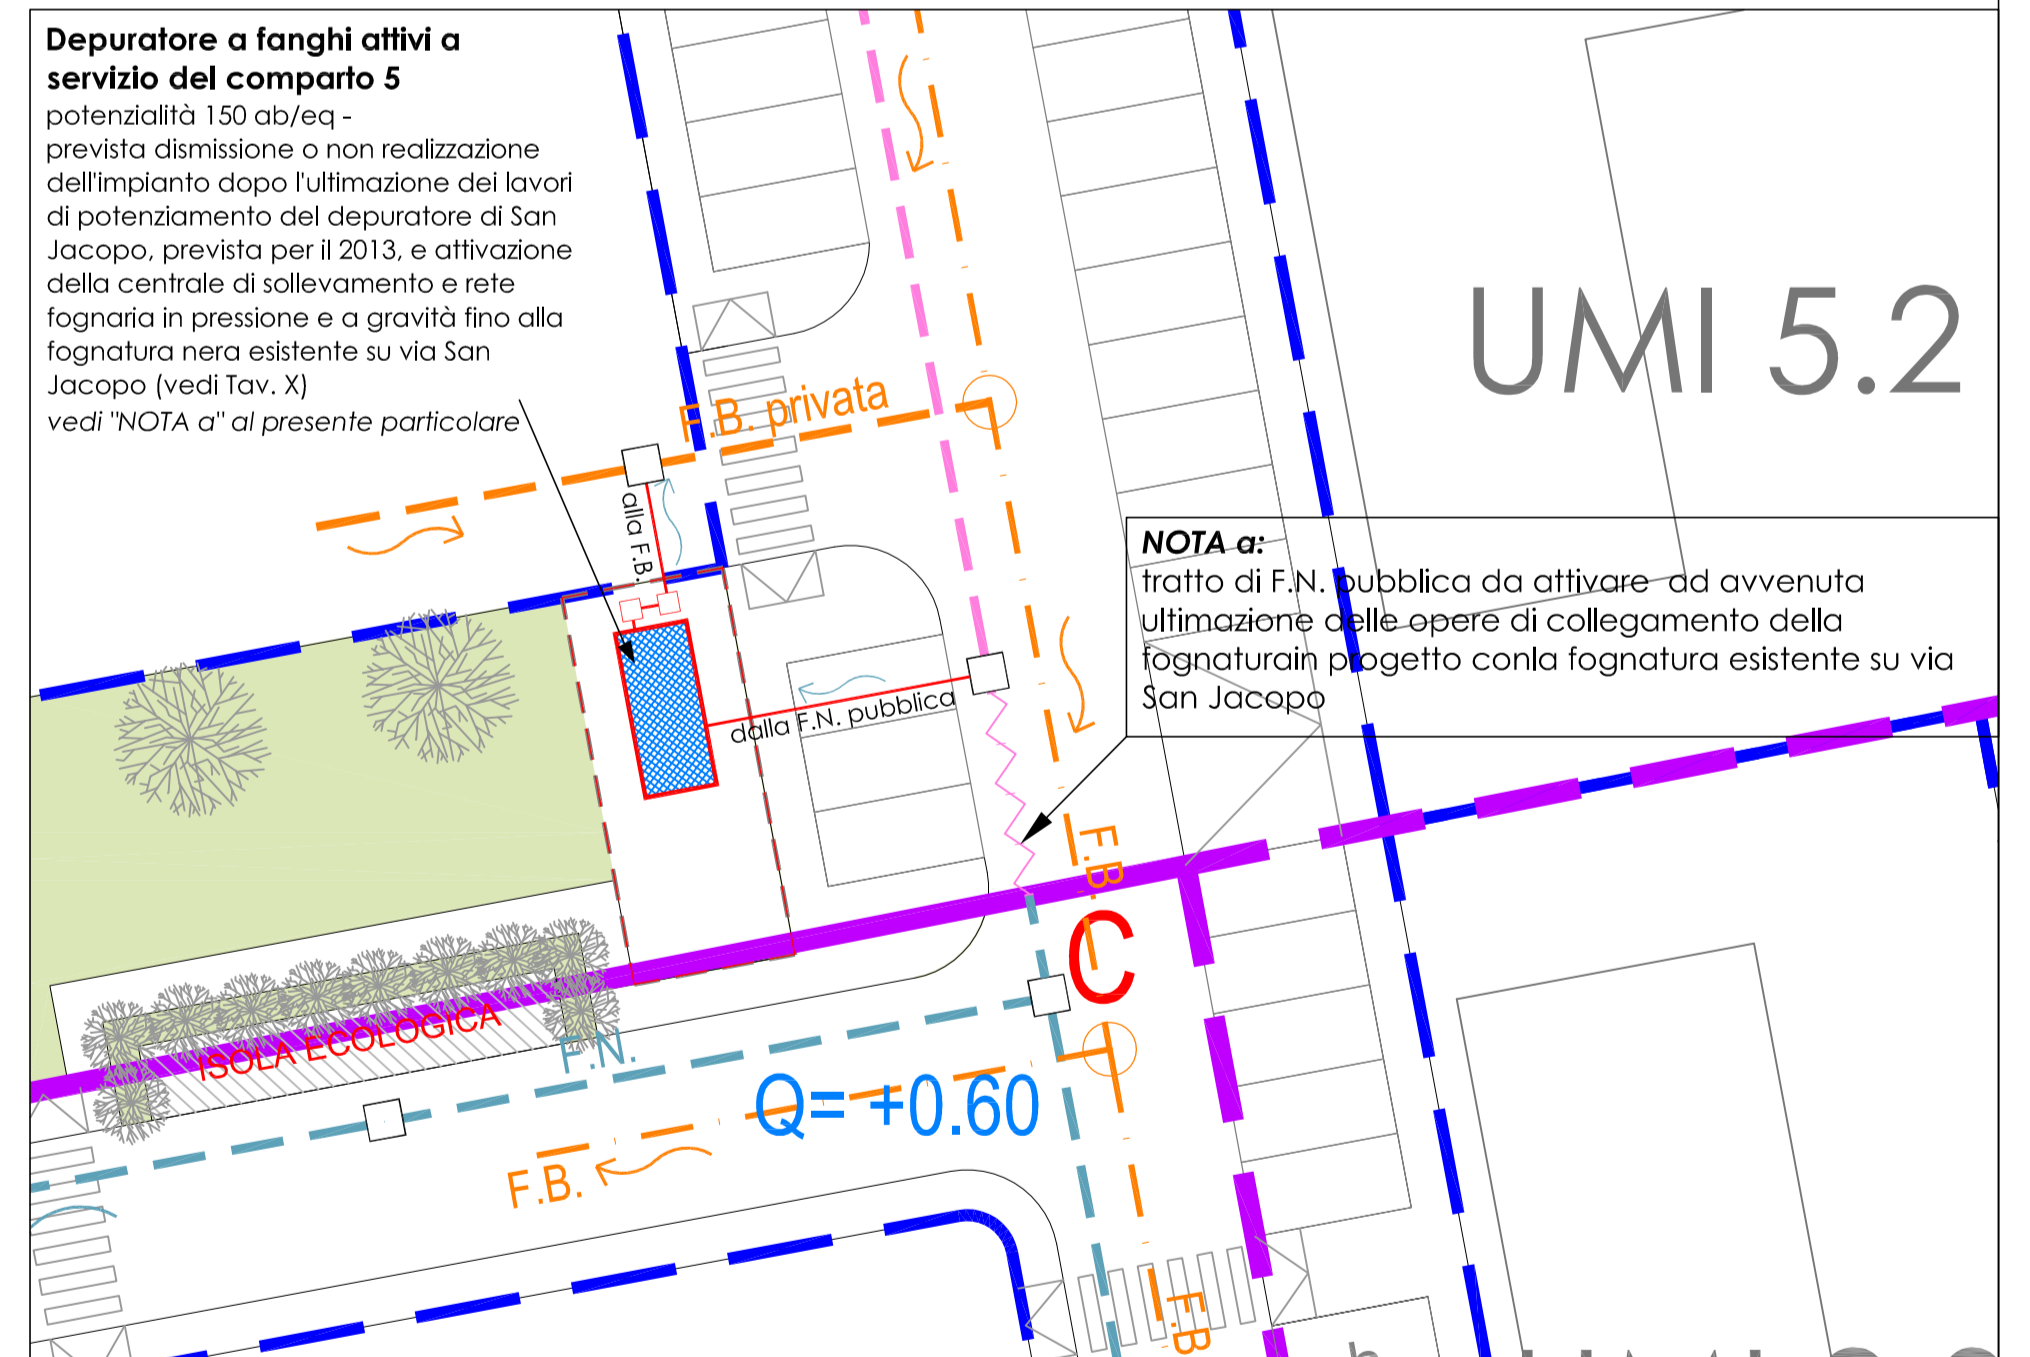 Depuratore a fanghi attivi a
servizio del comparto 5
potenzialità 150 ab/eq -
prevista dismissione o non realizzazione
dell'impianto dopo l'ultimazione dei lavori
di potenziamento del depuratore di San
Jacopo, prevista per il 2013, e attivazione
della centrale di sollevamento e rete
fognaria in pressione e a gravità fino alla
fognatura nera esistente su via San
Jacopo (vedi Tav. X)
vedi "NOTA a" al presente particolare
UMI 5.2
F.B. privata
alla F.B.
NOTA a:
tratto di F.N. pubblica da attivare  ad avvenuta
ultimazione delle opere di collegamento della
fognaturain progetto conla fognatura esistente su via
San Jacopo
dalla F.N. pubblica
F.B.
C
ISOLA ECOLOGICA
F.N.
Q= +0.60
F.B.
F.B